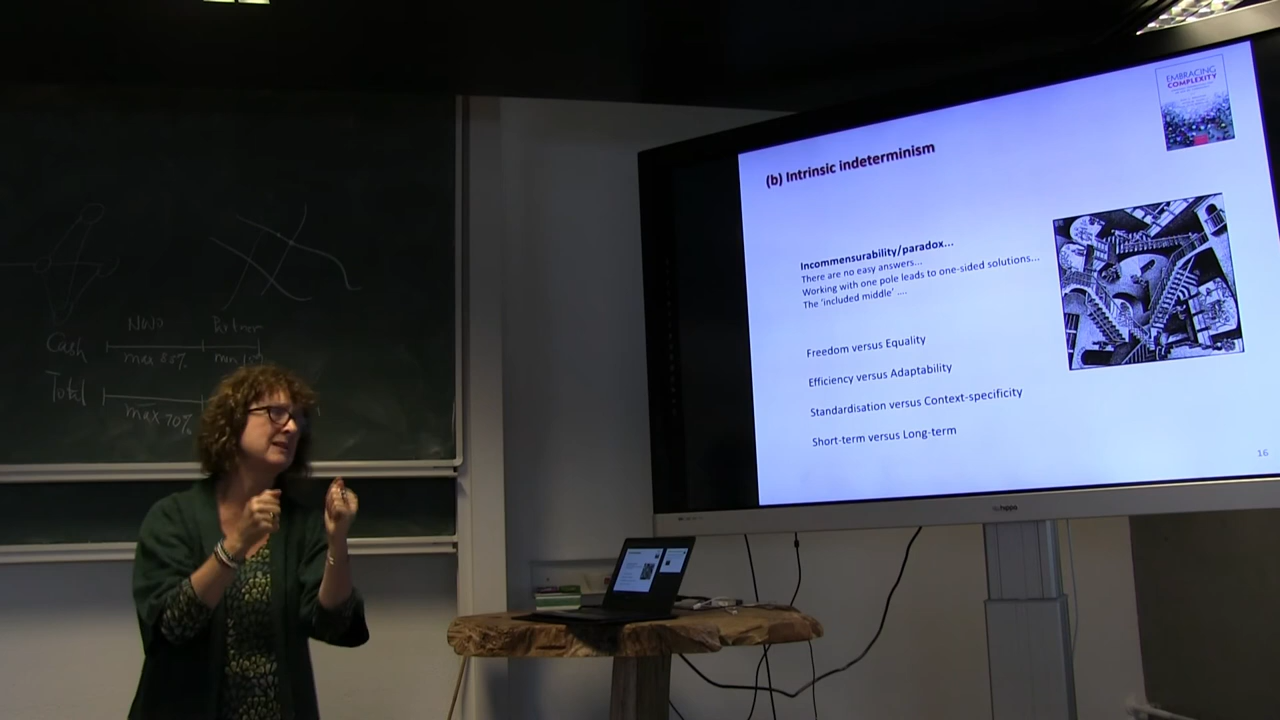 EMBRACING
COMPLEXITY
(b) Intrinsic indeterminism
Incommensurability/paradox...
There are no easy answers...
Working with one pole leads to one-sided solutions...
The 'included middle' ....
Freedom versus Equality
Efficiency versus Adaptability
Standardisation versus Context-specificity
Short-term versus Long-term
16
NWO
Cash
Total
max 70%